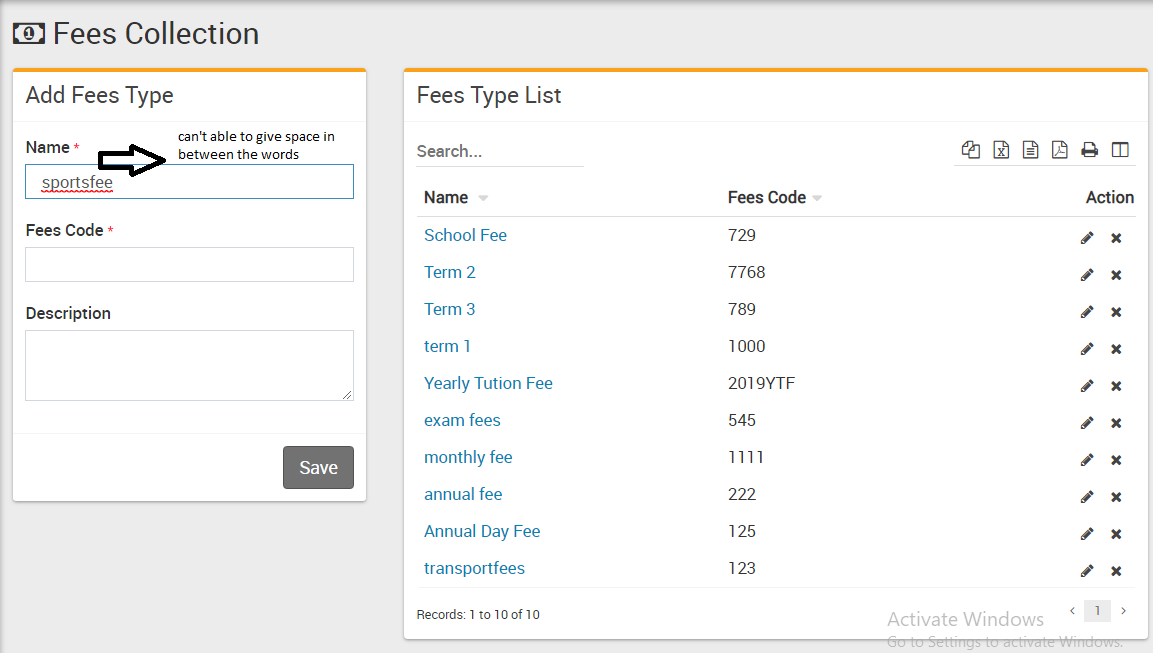 Fees Collection
Add Fees Type
Name *
can't able to give space in
between the words
sportsfee
Fees Code *
Description
Save
Fees Type List
Search...
Name Fees Code Action
School Fee 729
Term 2 7768
Term 3 789
term 1 1000
Yearly Tution Fee 2019YTF
exam fees 545
monthly fee 1111
annual fee 222
Annual Day Fee 125
transportfees 123
Records: 1 to 10 of 10
1
Activate Windows
Go to Settings to activate Windows.